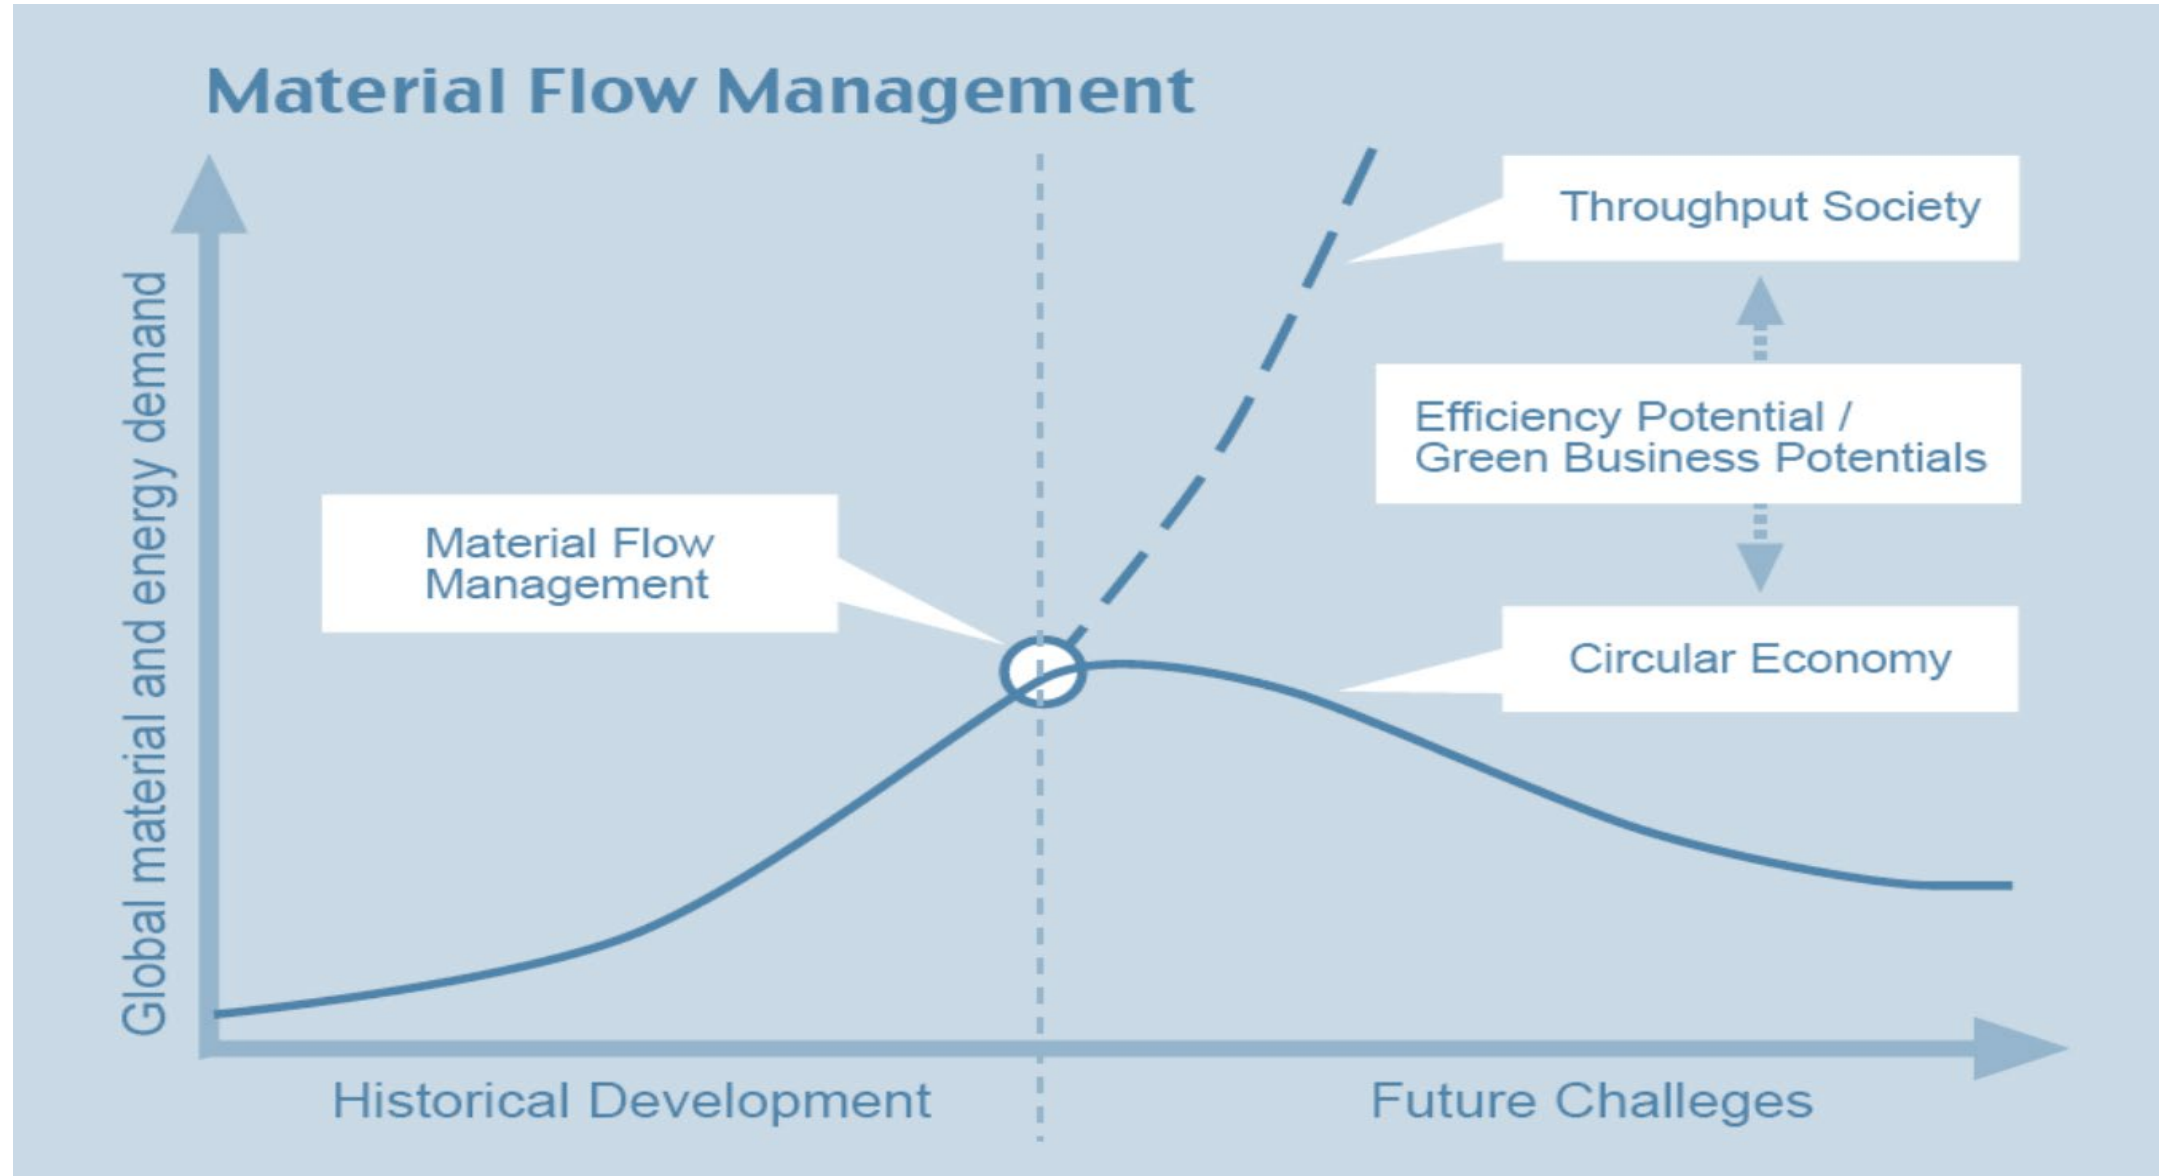 Material Flow Management
Global material and energy demand
Throughput Society
Efficiency Potential /
Green Business Potentials
Material Flow
Management
Circular Economy
Historical Development
Future Challeges